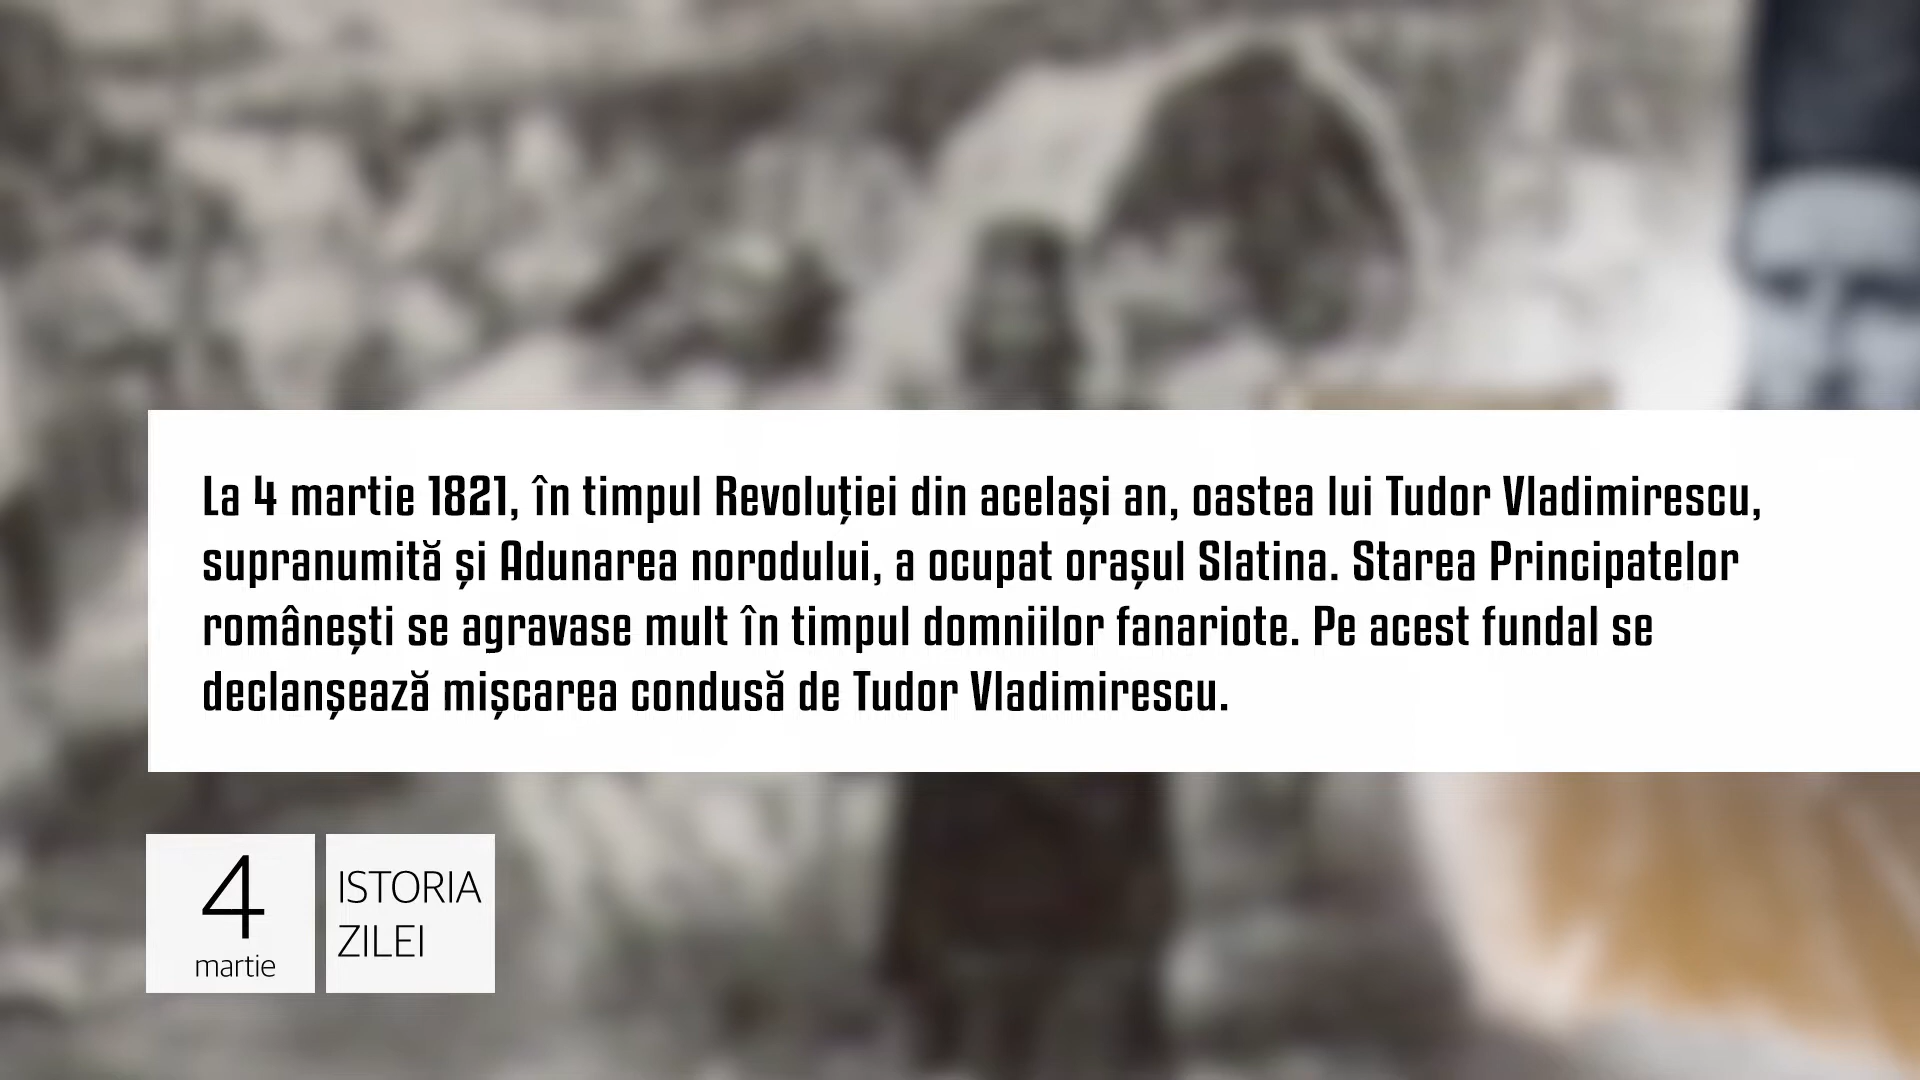 La 4 martie 1821, în timpul Revoluției din același an, oastea lui Tudor Vladimirescu,
supranumită și Adunarea norodului, a ocupat orașul Slatina. Starea Principatelor
românești se agravase mult în timpul domniilor fanariote. Pe acest fundal se
declanșează mișcarea condusă de Tudor Vladimirescu.
4
martie
ISTORIA
ZILEI